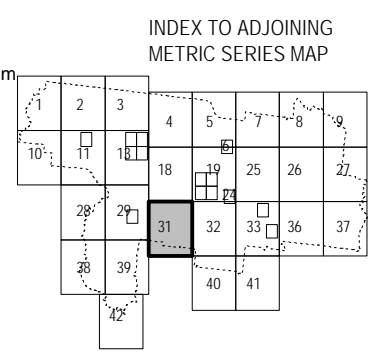 INDEX TO ADJOINING
METRIC SERIES MAP
m
1 2 3 4 5 7 8 9
6
10 11 13 18 19 25 26 27
24
28 29 31 32 33 36 37
38 39 40 41
42